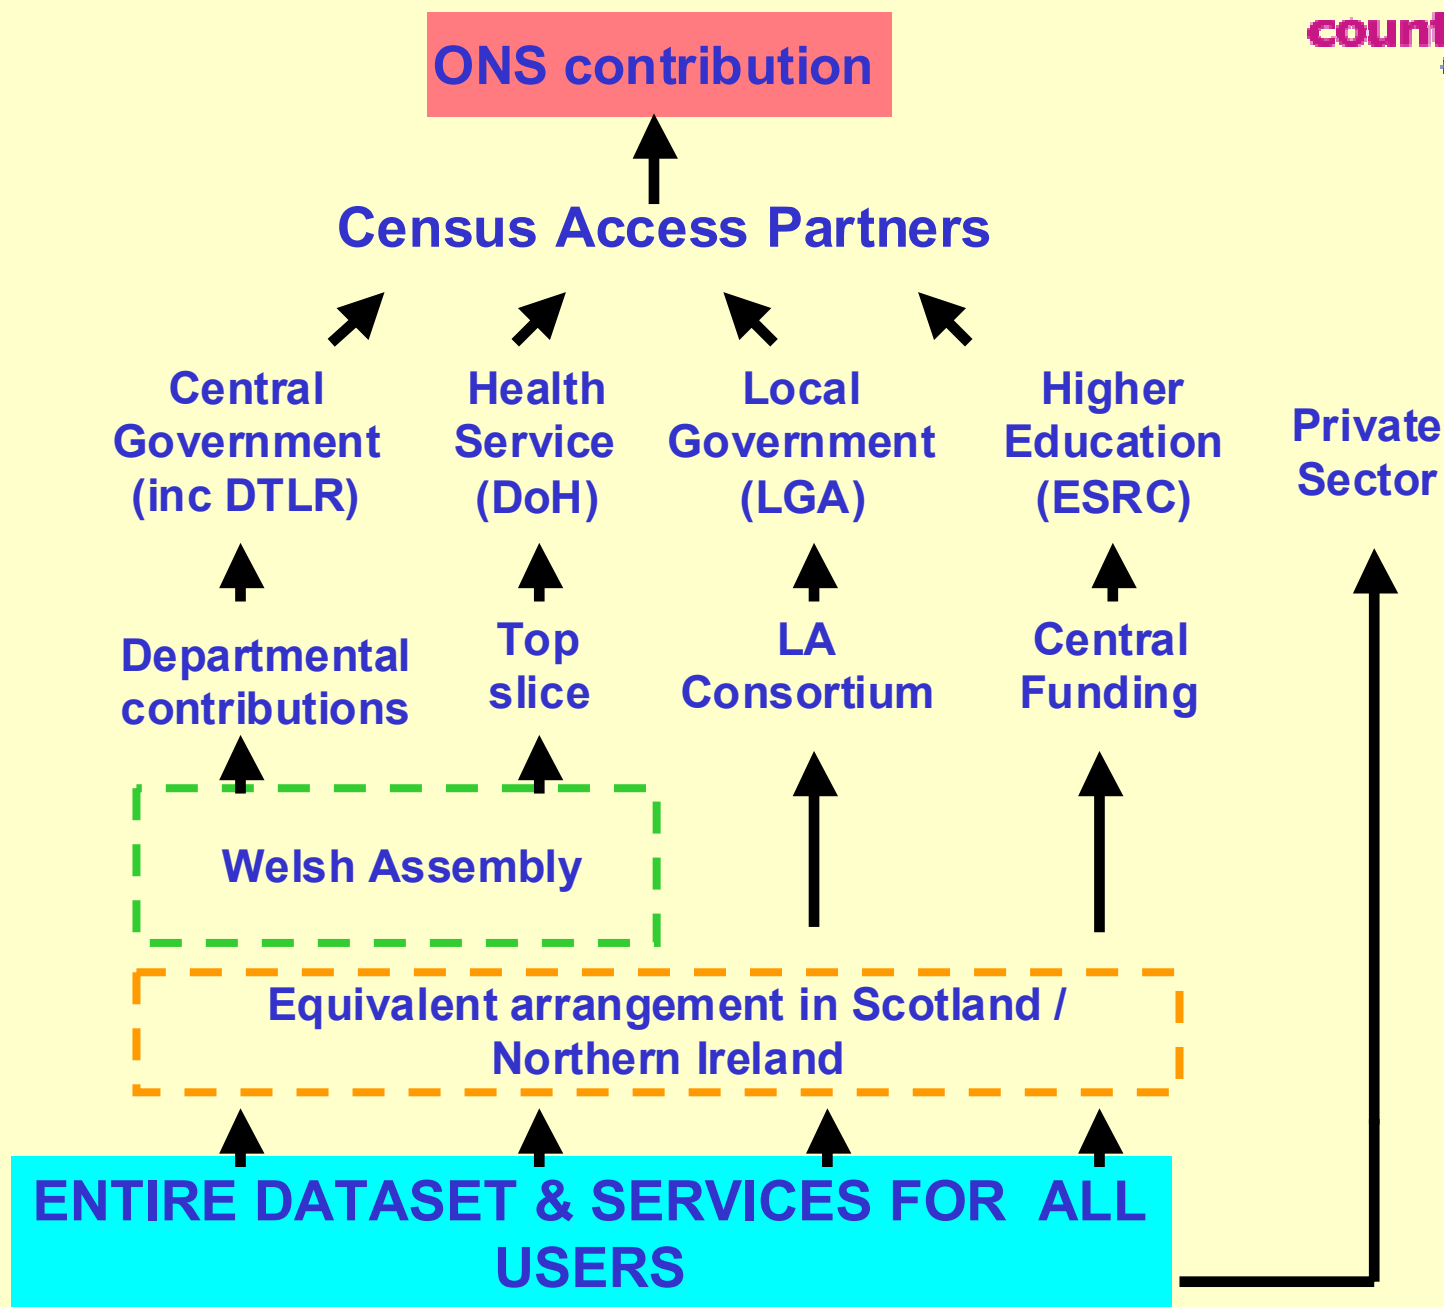 ONS contribution
Census Access Partners
Central
Government
(inc DTLR)
Health
Service
(DoH)
Local
Government
(LGA)
Higher
Education
(ESRC)
Private
Sector
Departmental
contributions
Top
slice
LA
Consortium
Central
Funding
Welsh Assembly
Equivalent arrangement in Scotland /
Northern Ireland
ENTIRE DATASET & SERVICES FOR ALL
USERS